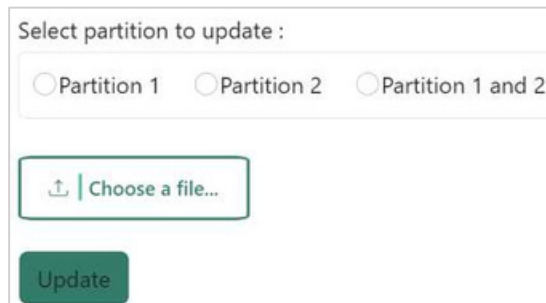 Select partition to update :
Partition 1 Partition 2 Partition 1 and 2
Choose a file...
Update